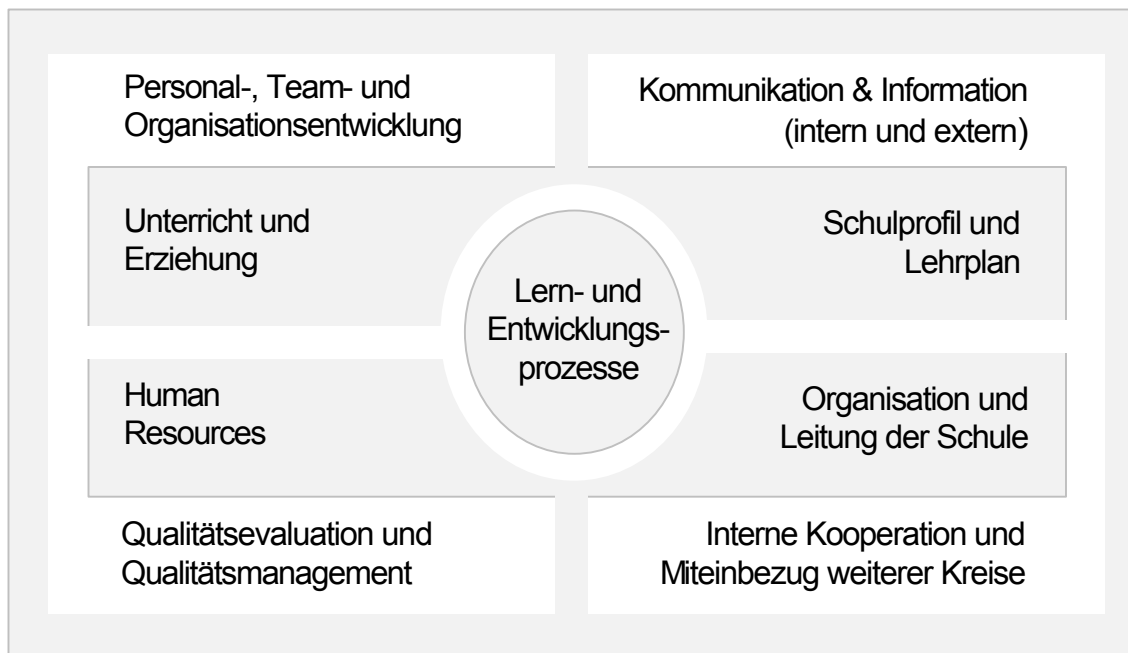 Personal-, Team- und
Organisationsentwicklung
Kommunikation & Information
(intern und extern)
Unterricht und
Erziehung
Schulprofil und
Lehrplan
Lern- und
Entwicklungs-
prozesse
Human
Resources
Organisation und
Leitung der Schule
Qualitätsevaluation und
Qualitätsmanagement
Interne Kooperation und
Miteinbezug weiterer Kreise